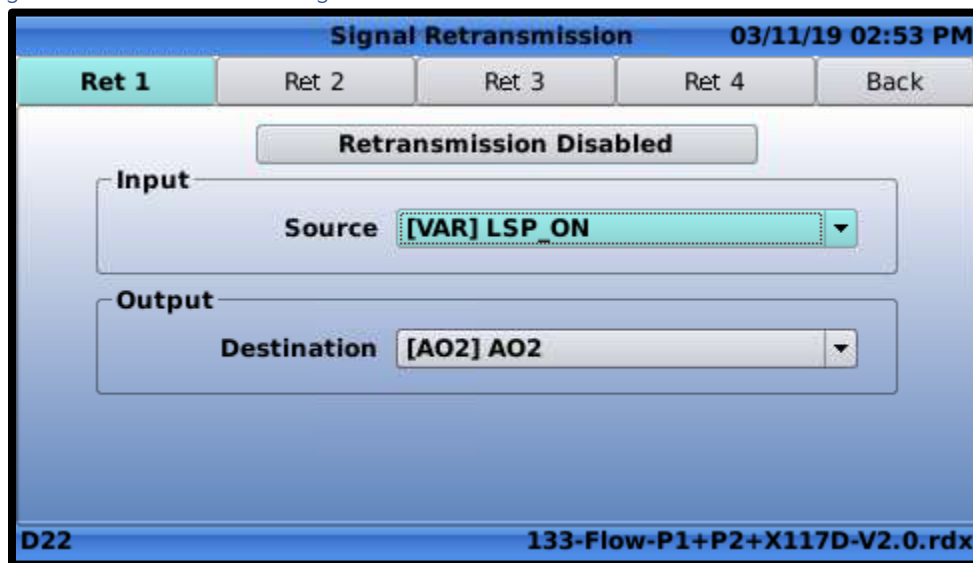 Signal Retransmission 03/11/19 02:53 PM
Ret 1 Ret 2 Ret 3 Ret 4 Back
Retransmission Disabled
Input
Source [VAR] LSP_ON
Output
Destination [AO2] AO2
D22 133-Flow-P1+P2+X117D-V2.0.rdx